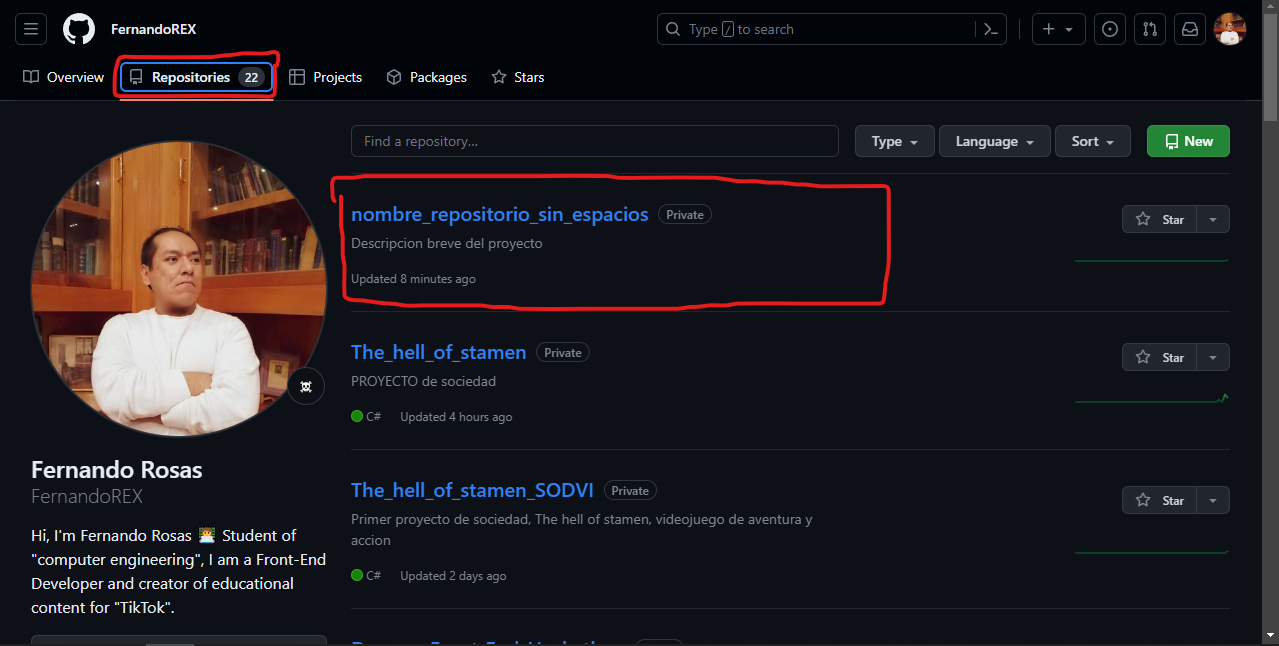 FernandoREX
Type / to search
Overview
Repositories 22
Projects
Packages
Stars
Find a repository...
Type
Language
Sort
New
nombre_repositorio_sin_espacios Private
Star
Descripcion breve del proyecto
Updated 8 minutes ago
The_hell_of_stamen Private
Star
PROYECTO de sociedad
C# Updated 4 hours ago
Fernando Rosas
FernandoREX
Hi, I'm Fernando Rosas 👨🏻‍💻 Student of
"computer engineering", I am a Front-End
Developer and creator of educational
content for "TikTok".
The_hell_of_stamen_SODVI Private
Star
Primer proyecto de sociedad, The hell of stamen, videojuego de aventura y
accion
C# Updated 2 days ago